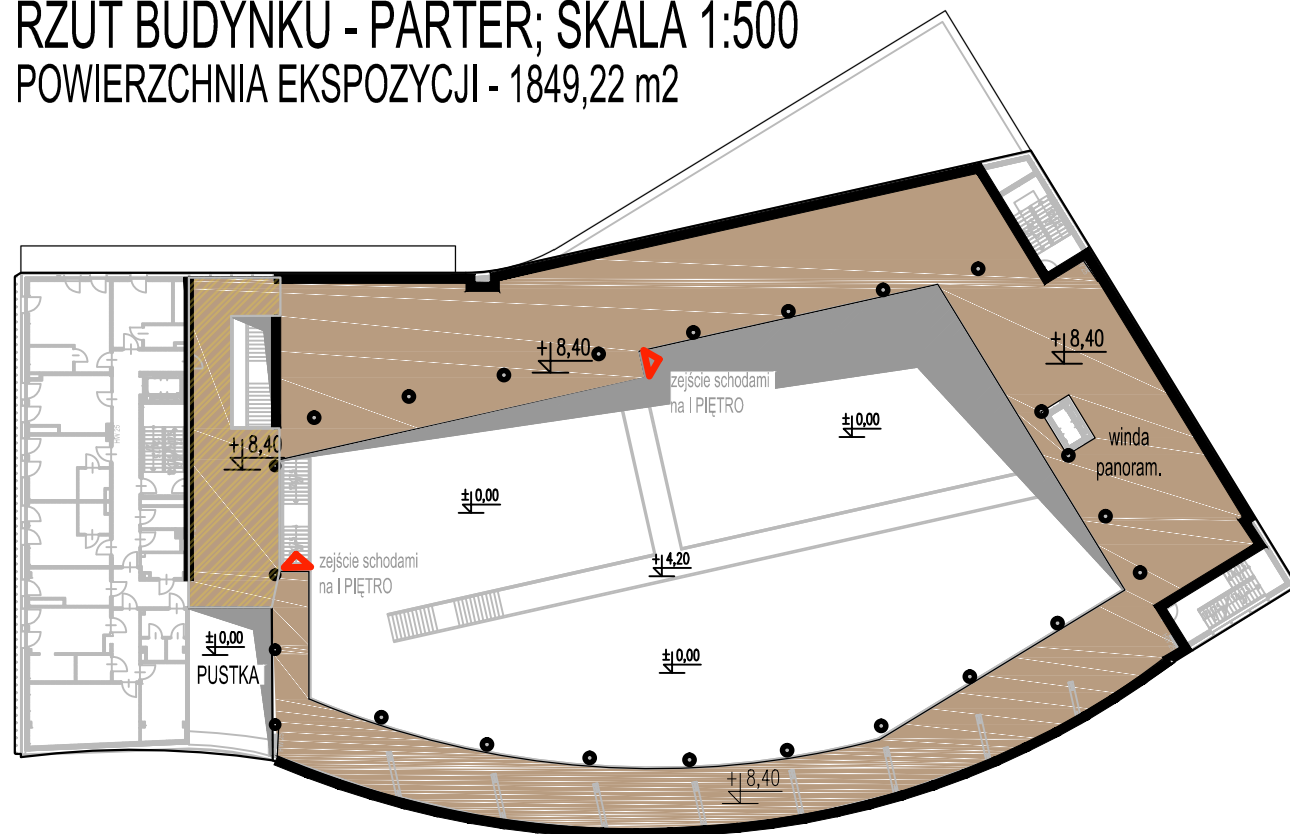 RZUT BUDYNKU - PARTER; SKALA 1:500
POWIERZCHNIA EKSPOZYCJI - 1849,22 m2
+8,40
+8,40
zejście schodami
na I PIĘTRO
±0,00
+8,40
winda
panoram.
±0,00
zejście schodami
na I PIĘTRO
+4,20
±0,00
PUSTKA
±0,00
+8,40